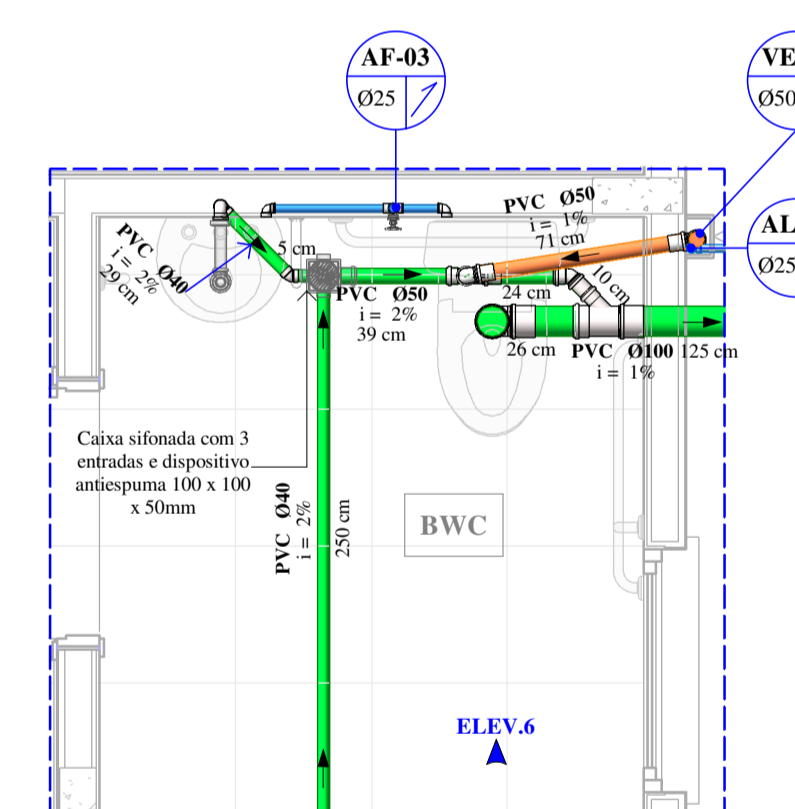 AF-03
Ø25
VE
Ø50
AL
Ø25
PVC Ø50
i = 1%
71 cm
PVC Ø40
i = 2%
29 cm
5 cm
PVC Ø50
i = 2%
39 cm
24 cm
10 cm
26 cm
PVC Ø100
125 cm
i = 1%
Caixa sifonada com 3
entradas e dispositivo
antiespuma 100 x 100
x 50mm
PVC Ø40
i = 2%
250 cm
BWC
ELEV.6